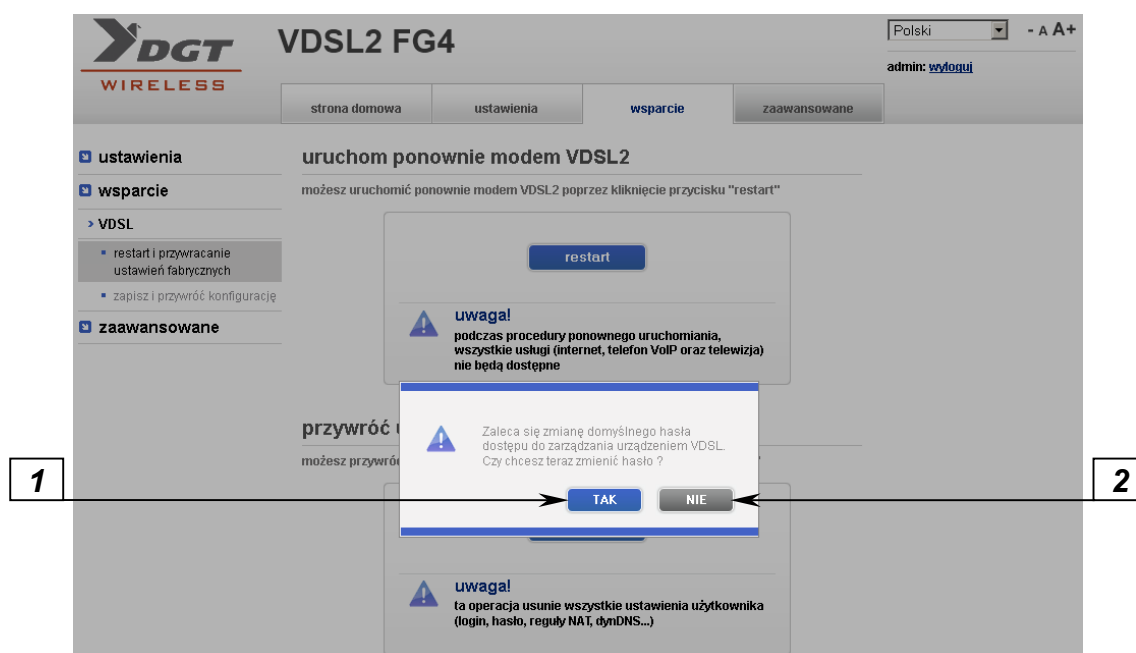 DGT
WIRELESS
VDSL2 FG4
Polski
- A A+
admin: wyloguj
strona domowa
ustawienia
wsparcie
zaawansowane
ustawienia
wsparcie
VDSL
restart i przywracanie
ustawień fabrycznych
zapisz i przywróć konfigurację
zaawansowane
uruchom ponownie modem VDSL2
możesz uruchomić ponownie modem VDSL2 poprzez kliknięcie przycisku "restart"
restart
uwaga!
podczas procedury ponownego uruchomiania,
wszystkie usługi (internet, telefon VoIP oraz telewizja)
nie będą dostępne
przywróć
możesz przywróć
Zaleca się zmianę domyślnego hasła
dostępu do zarządzania urządzeniem VDSL.
Czy chcesz teraz zmienić hasło ?
TAK
NIE
1
2
uwaga!
ta operacja usunie wszystkie ustawienia użytkownika
(login, hasło, reguły NAT, dynDNS...)